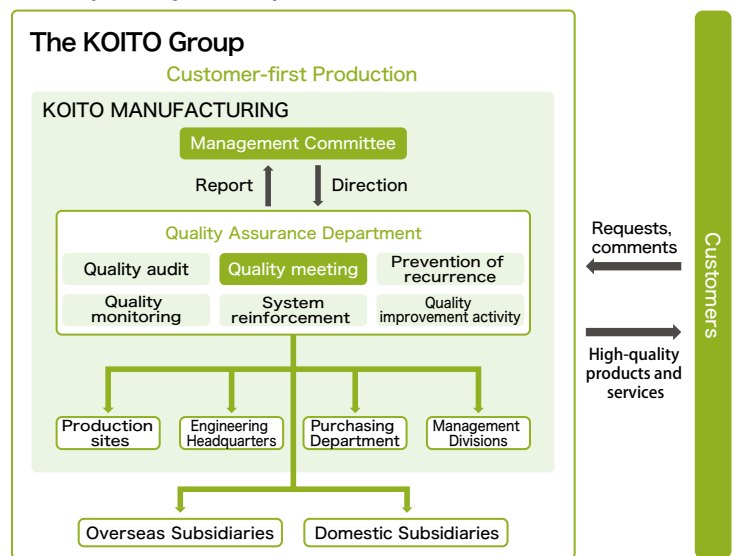 The KOITO Group
Customer-first Production
KOITO MANUFACTURING
Management Committee
Report
Direction
Quality Assurance Department
Quality audit
Quality meeting
Prevention of
recurrence
Quality
monitoring
System
reinforcement
Quality
improvement activity
Production
sites
Engineering
Headquarters
Purchasing
Department
Management
Divisions
Overseas Subsidiaries
Domestic Subsidiaries
Requests,
comments
High-quality
products and
services
Customers